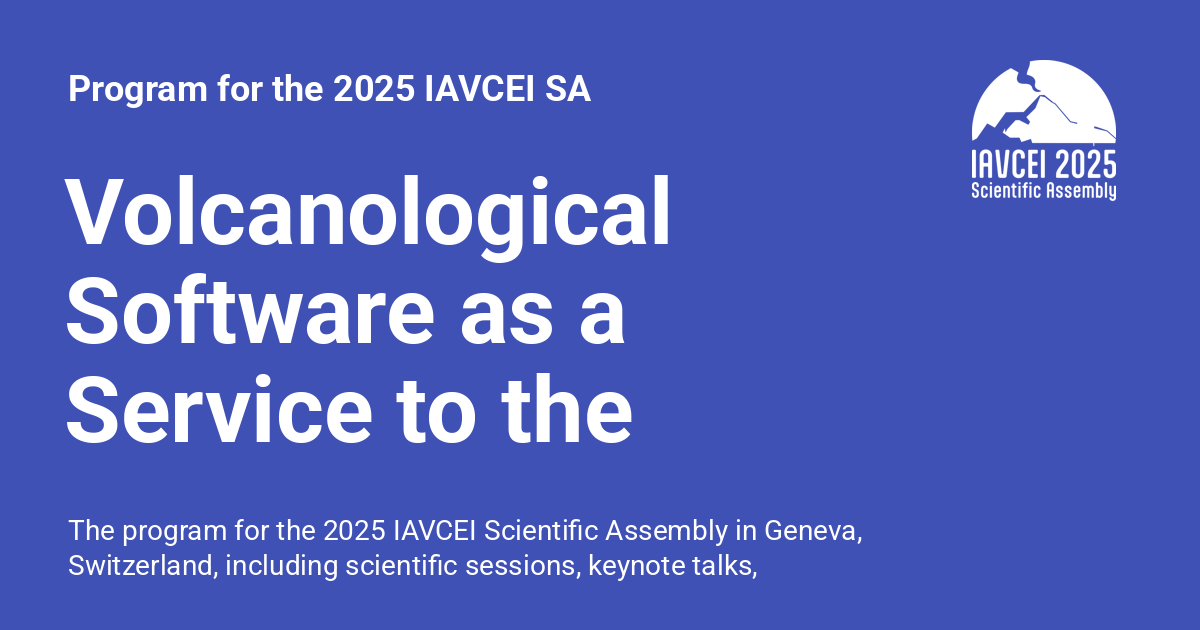 Program for the 2025 IAVCEI SA
IAVCEI 2025
Scientific Assembly
Volcanological
Software as a
Service to the
The program for the 2025 IAVCEI Scientific Assembly in Geneva,
Switzerland, including scientific sessions, keynote talks,